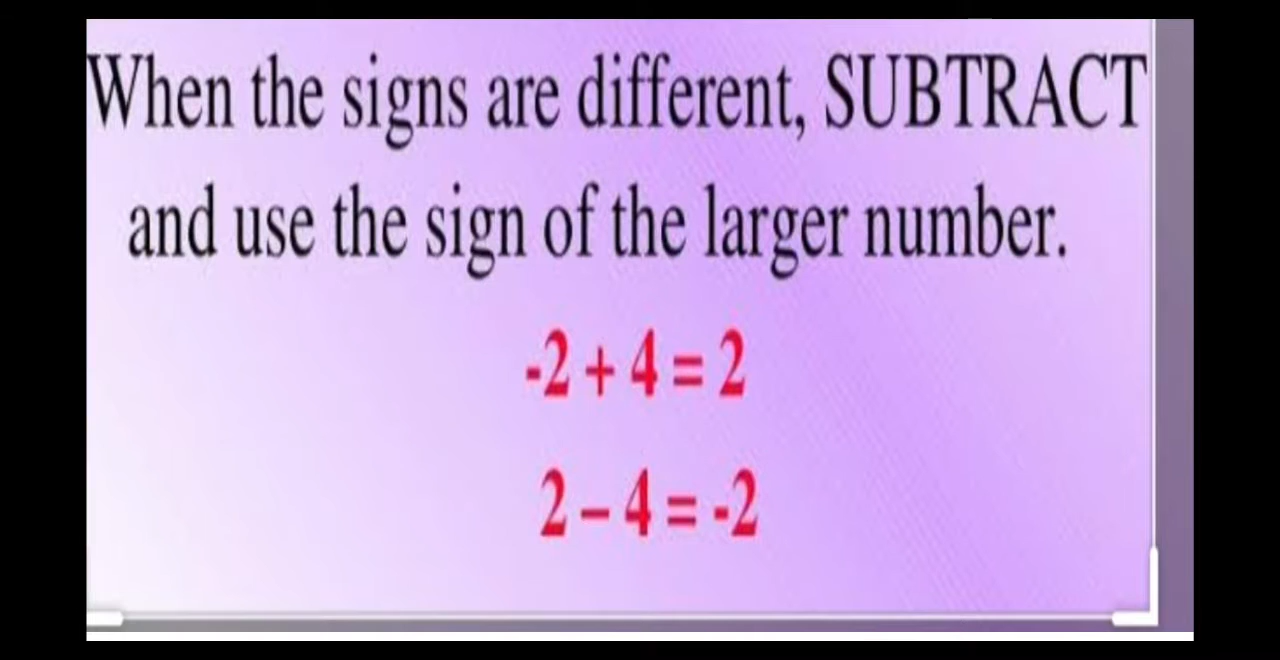 When the signs are different, SUBTRACT
and use the sign of the larger number.
-2 + 4 = 2
2 – 4 = -2